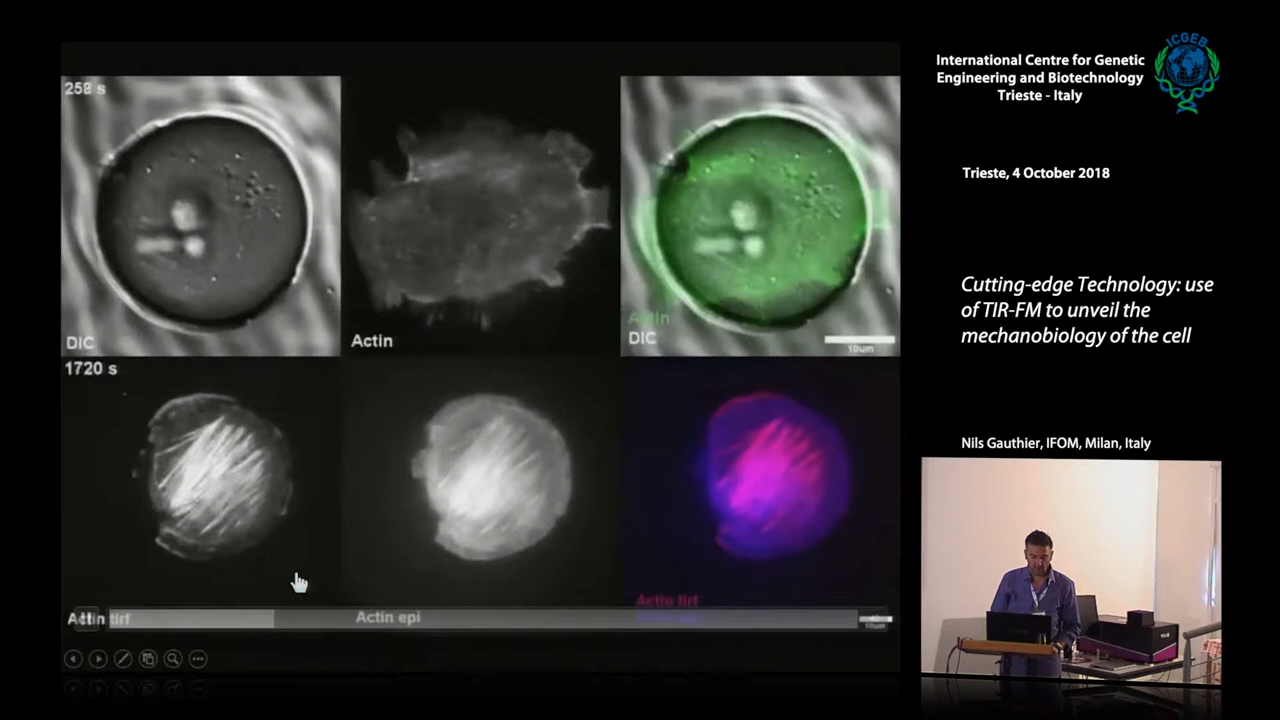 258 s
DIC
Actin
Actin
DIC
10um
1720 s
Actin tirf
Actin epi
Actin tirf
10um
ICGEB
International Centre for Genetic
Engineering and Biotechnology
Trieste - Italy
Trieste, 4 October 2018
Cutting-edge Technology: use
of TIR-FM to unveil the
mechanobiology of the cell
Nils Gauthier, IFOM, Milan, Italy